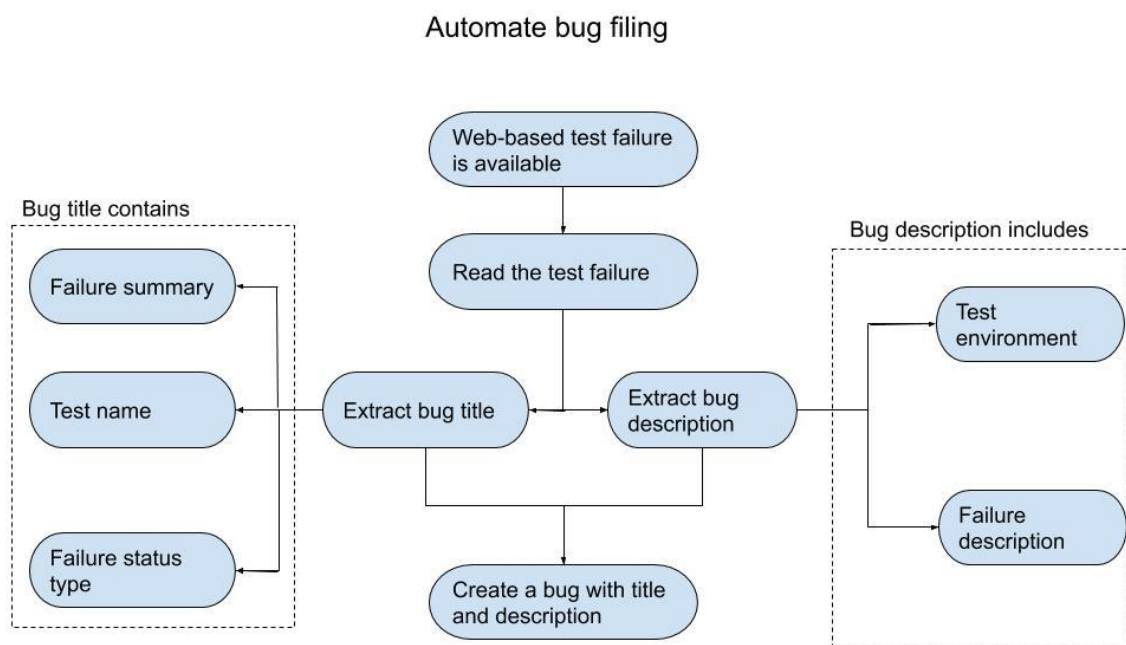 Automate bug filing
Web-based test failure
is available
Bug title contains
Bug description includes
Failure summary
Read the test failure
Test
environment
Test name
Extract bug title
Extract bug
description
Failure status
type
Failure
description
Create a bug with title
and description